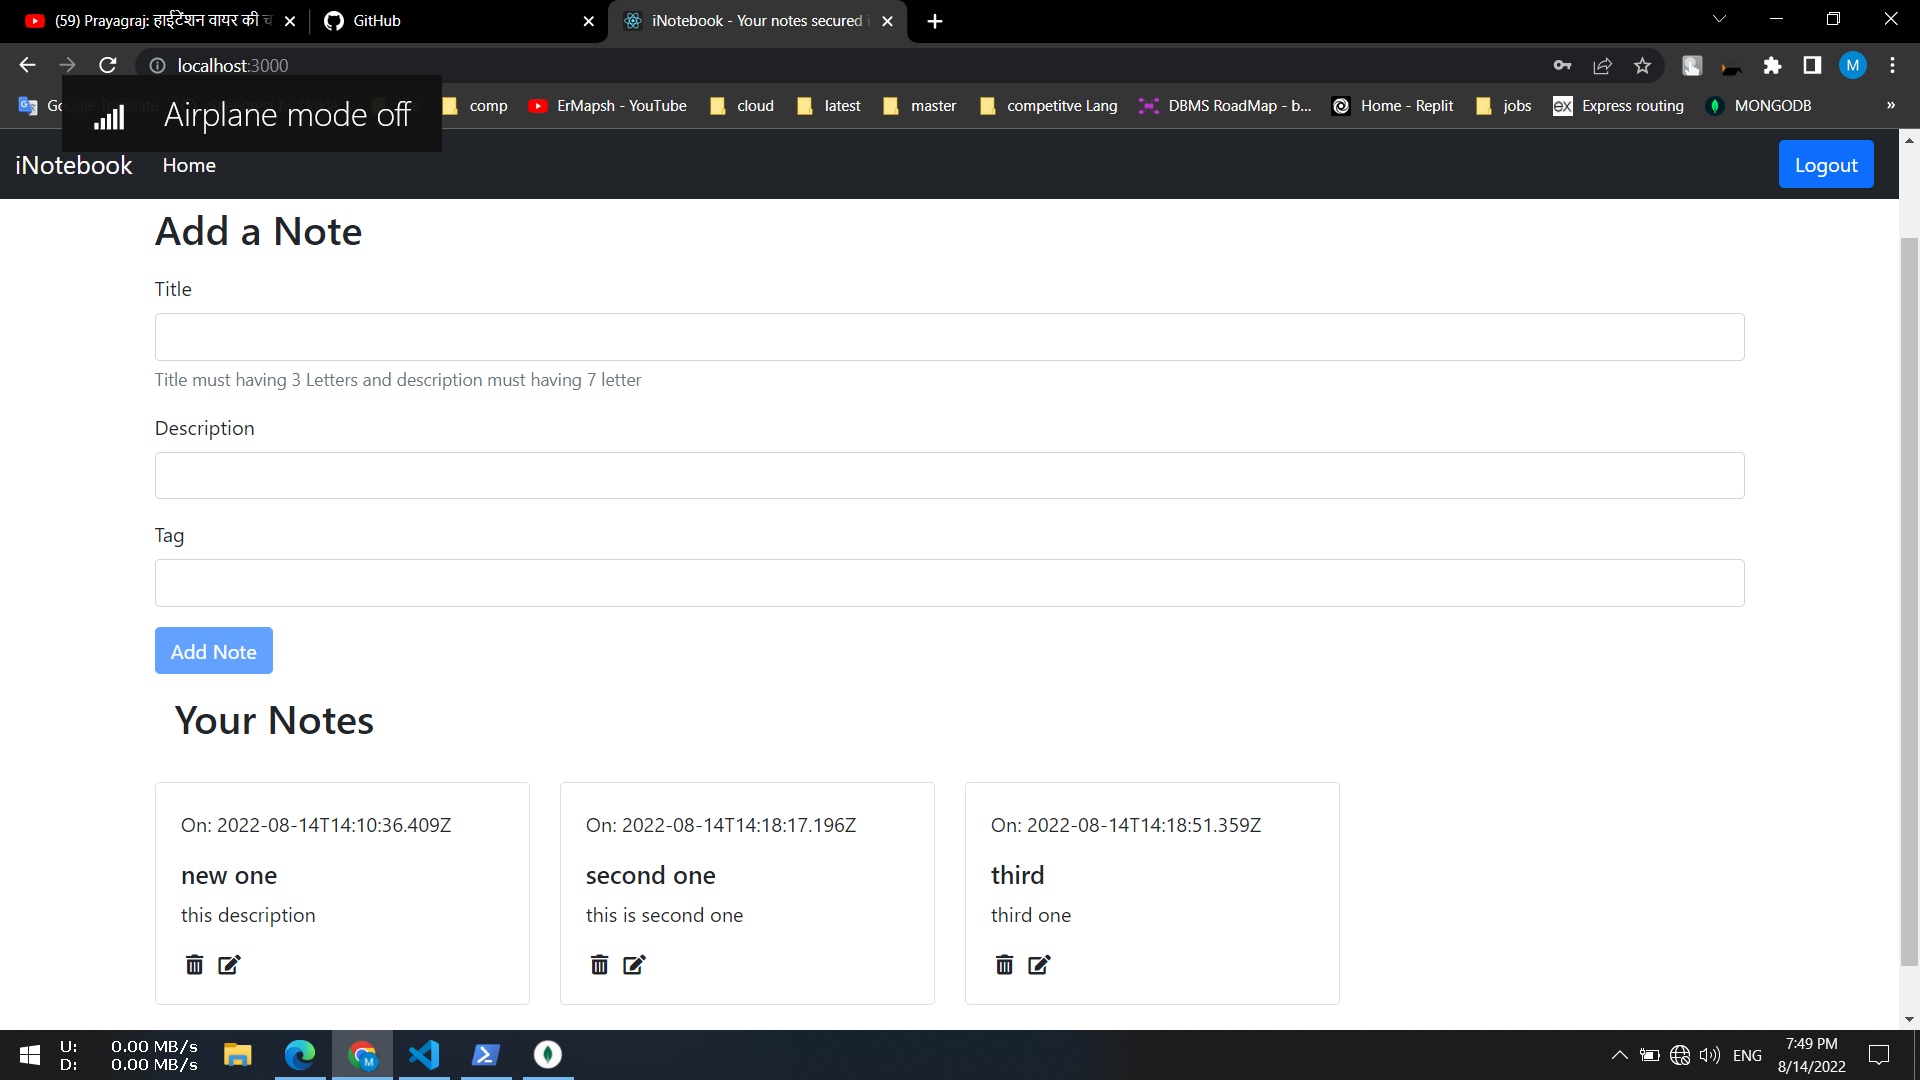 (59) Prayagraj: हाईटेंशन वायर की च
GitHub
iNotebook - Your notes secured i
localhost:3000
M
comp
ErMapsh - YouTube
cloud
latest
master
competitve Lang
DBMS RoadMap - b...
Home - Replit
jobs
ex Express routing
MONGODB
»
Airplane mode off
iNotebook
Home
Logout
Add a Note
Title
Title must having 3 Letters and description must having 7 letter
Description
Tag
Add Note
Your Notes
On: 2022-08-14T14:10:36.409Z
new one
this description
On: 2022-08-14T14:18:17.196Z
second one
this is second one
On: 2022-08-14T14:18:51.359Z
third
third one
U: 0.00 MB/s
D: 0.00 MB/s
M
ENG
7:49 PM
8/14/2022